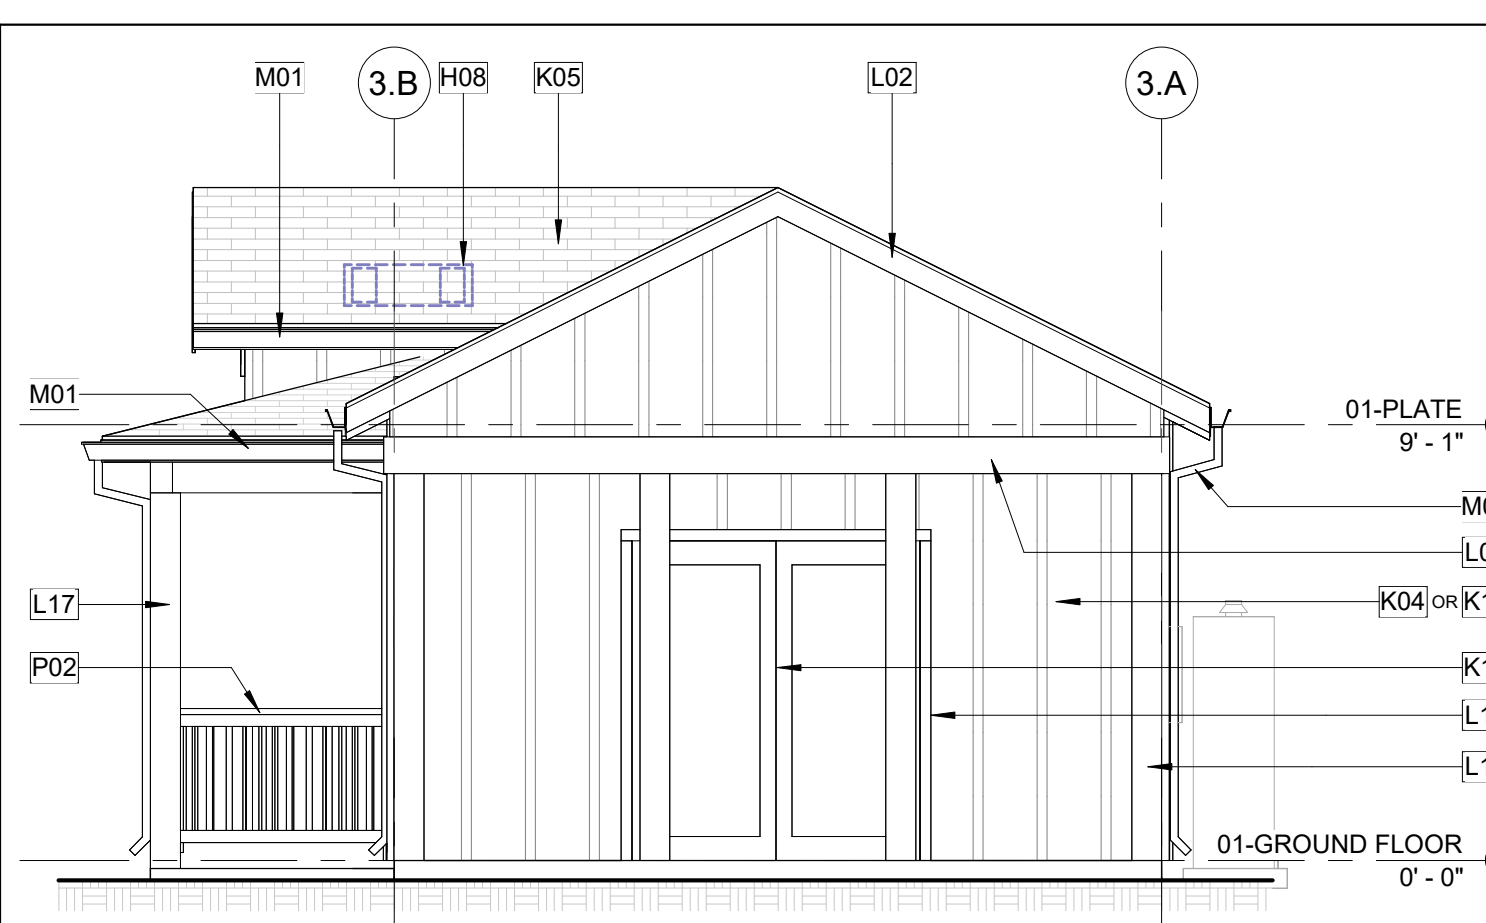 M01
3.B
H08
K05
L02
3.A
M01
01-PLATE
9' - 1"
L17
K04 OR
P02
01-GROUND FLOOR
0' - 0"